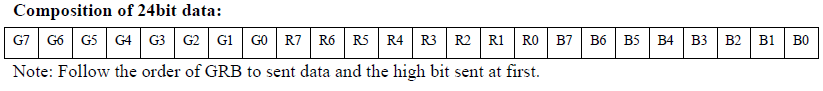 Composition of 24bit data:
G7 G6 G5 G4 G3 G2 G1 G0 R7 R6 R5 R4 R3 R2 R1 R0 B7 B6 B5 B4 B3 B2 B1 B0
Note: Follow the order of GRB to sent data and the high bit sent at first.